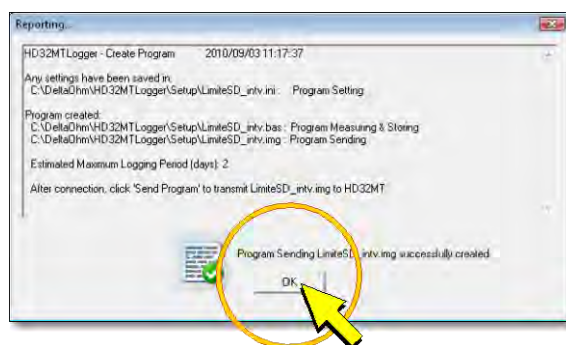 Reporting...
HD32MTLogger - Create Program 2010/09/03 11:17:37
Any settings have been saved in:
C:\DeltaOhm\HD32MTLogger\Setup\LimiteSD_intv.ini : Program Setting
Program created:
C:\DeltaOhm\HD32MTLogger\Setup\LimiteSD_intv.bas : Program Measuring & Storing
C:\DeltaOhm\HD32MTLogger\Setup\LimiteSD_intv.img : Program Sending
Estimated Maximum Logging Period (days): 2
After connection, click 'Send Program' to transmit LimiteSD_intv.img to HD32MT
Program Sending LimiteSD_intv.img successfully created.
OK